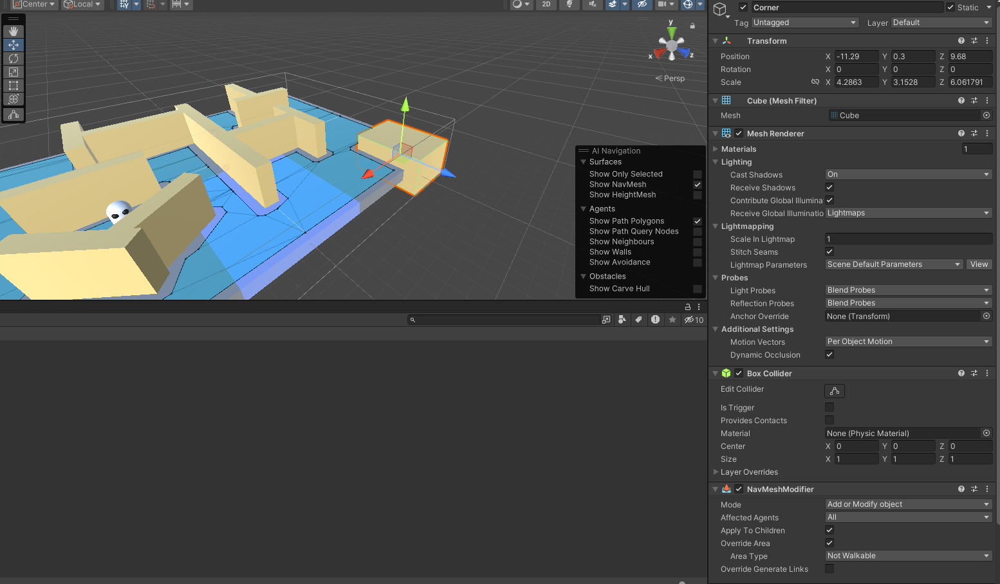 Center
Local
2D
y
x
z
Persp
AI Navigation
Surfaces
Show Only Selected
Show NavMesh
Show HeightMesh
Agents
Show Path Polygons
Show Path Query Nodes
Show Neighbours
Show Walls
Show Avoidance
Obstacles
Show Carve Hull
10
Corner
Static
Tag Untagged Layer Default
Transform
Position X -11.29 Y 0.3 Z 9.68
Rotation X 0 Y 0 Z 0
Scale X 4.2863 Y 3.1528 Z 6.061791
Cube (Mesh Filter)
Mesh Cube
Mesh Renderer
Materials 1
Lighting
Cast Shadows On
Receive Shadows
Contribute Global Illumina
Receive Global Illuminatio Lightmaps
Lightmapping
Scale In Lightmap 1
Stitch Seams
Lightmap Parameters Scene Default Parameters View
Probes
Light Probes Blend Probes
Reflection Probes Blend Probes
Anchor Override None (Transform)
Additional Settings
Motion Vectors Per Object Motion
Dynamic Occlusion
Box Collider
Edit Collider
Is Trigger
Provides Contacts
Material None (Physic Material)
Center X 0 Y 0 Z 0
Size X 1 Y 1 Z 1
Layer Overrides
NavMeshModifier
Mode Add or Modify object
Affected Agents All
Apply To Children
Override Area
Area Type Not Walkable
Override Generate Links